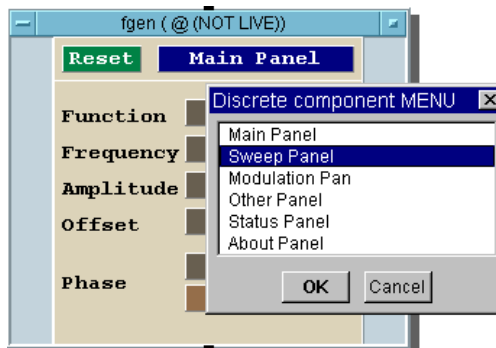 fgen ( @ (NOT LIVE))
Reset Main Panel
Function
Frequency
Amplitude
Offset
Phase
Discrete component MENU
Main Panel
Sweep Panel
Modulation Pan
Other Panel
Status Panel
About Panel
OK Cancel